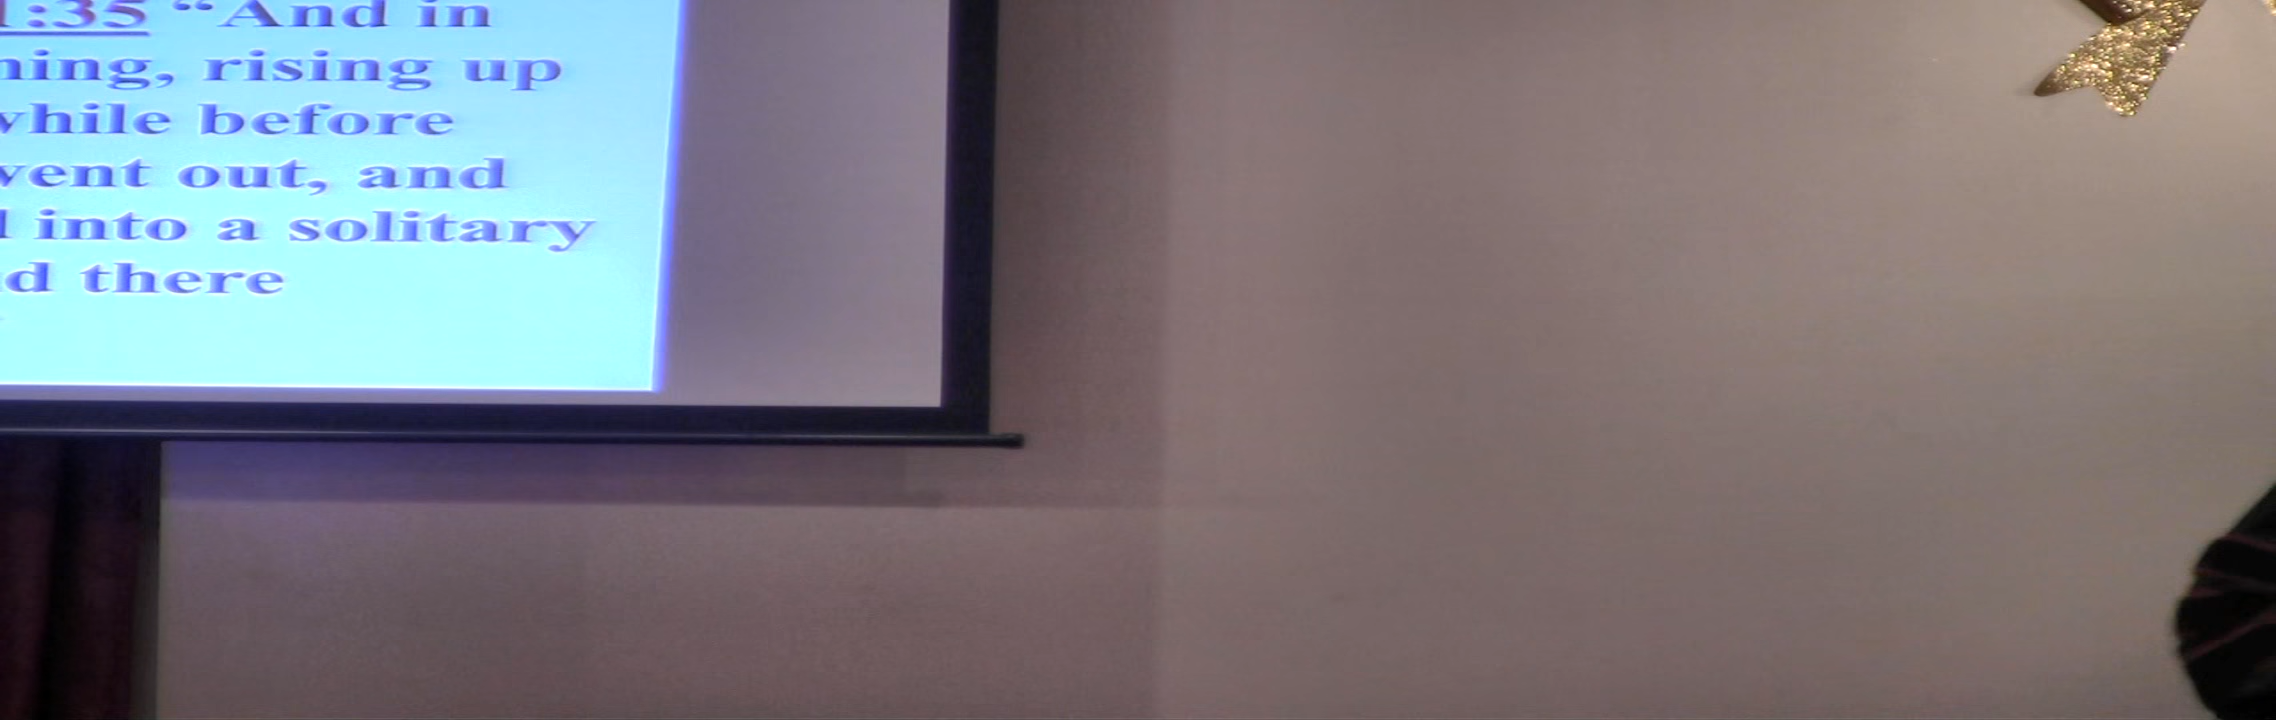 1:35 “And in
ning, rising up
while before
went out, and
d into a solitary
d there